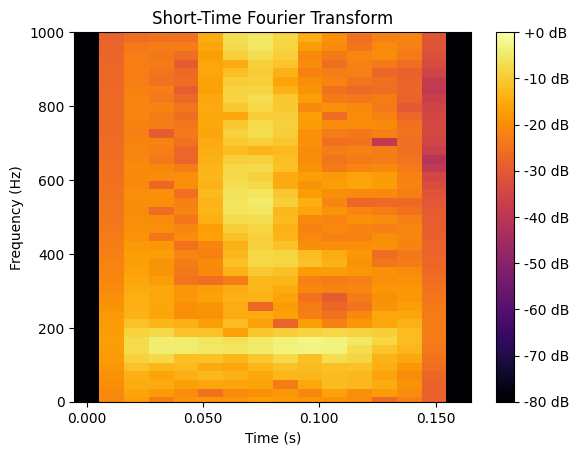 Short-Time Fourier Transform
1000
800
600
400
200
0
Frequency (Hz)
0.000
0.050
0.100
0.150
Time (s)
+0 dB
-10 dB
-20 dB
-30 dB
-40 dB
-50 dB
-60 dB
-70 dB
-80 dB